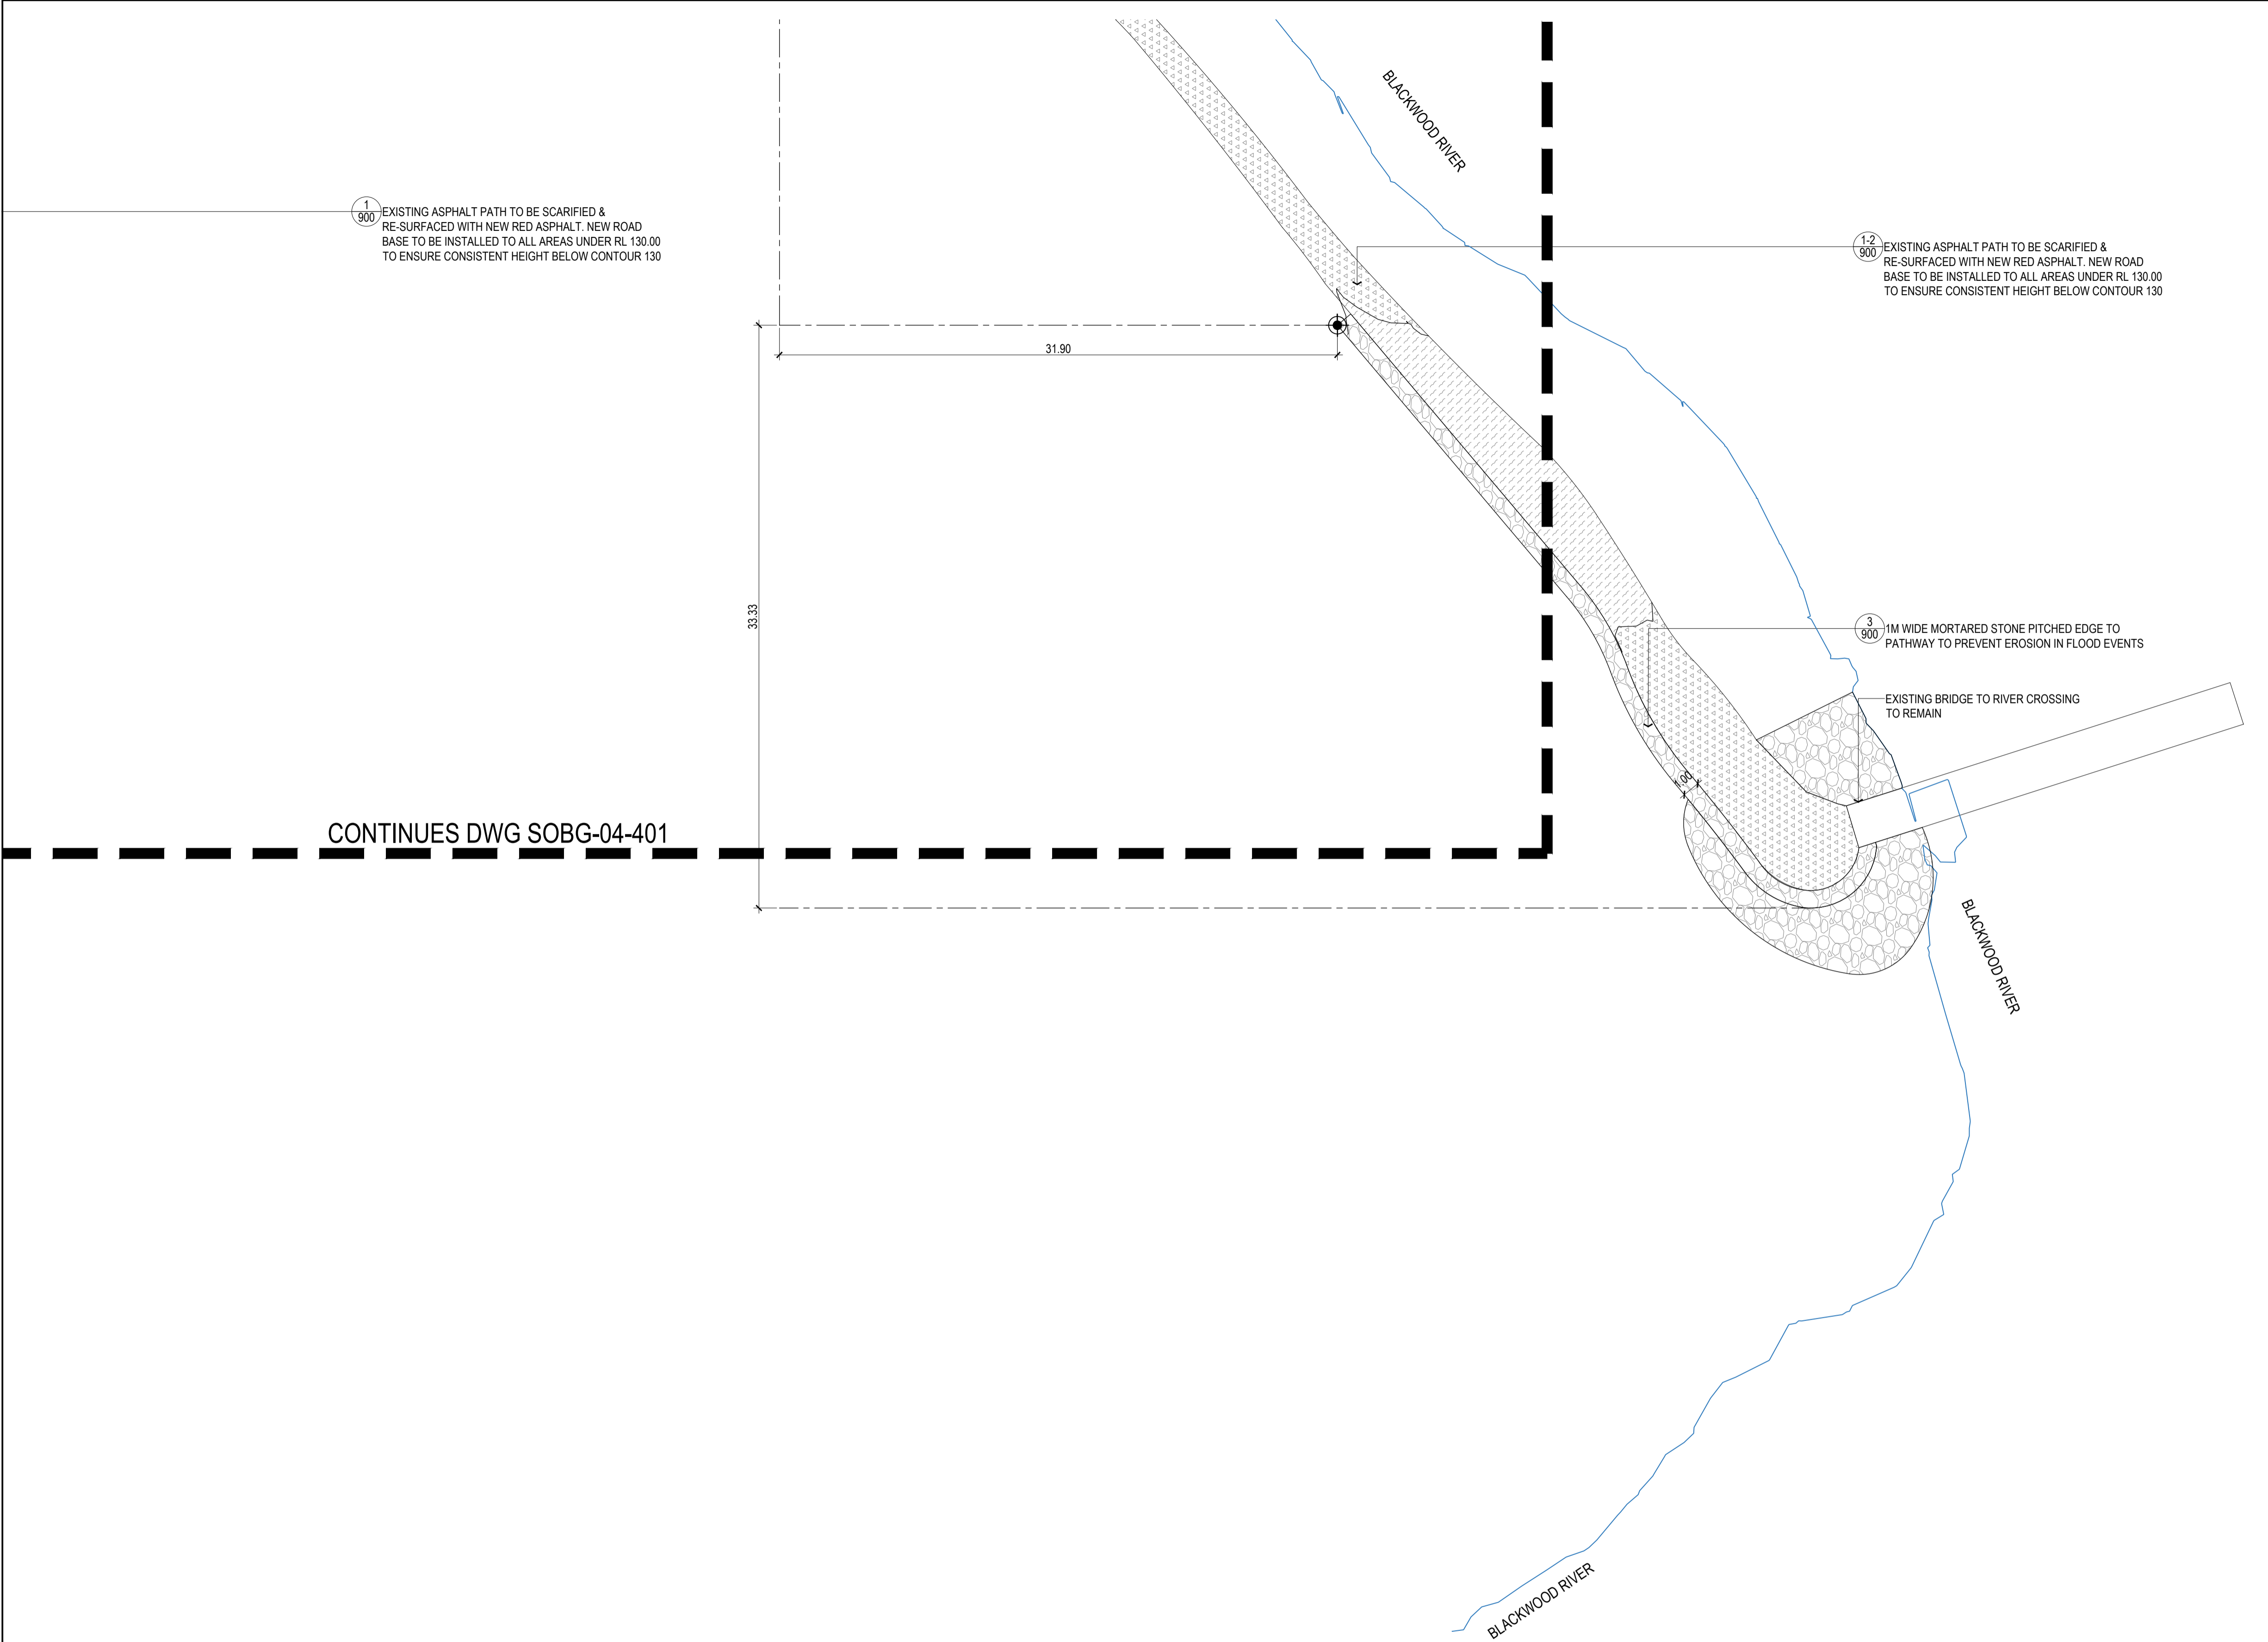 BLACKWOOD RIVER
1
900
EXISTING ASPHALT PATH TO BE SCARIFIED &
RE-SURFACED WITH NEW RED ASPHALT. NEW ROAD
BASE TO BE INSTALLED TO ALL AREAS UNDER RL 130.00
TO ENSURE CONSISTENT HEIGHT BELOW CONTOUR 130
1-2
900
EXISTING ASPHALT PATH TO BE SCARIFIED &
RE-SURFACED WITH NEW RED ASPHALT. NEW ROAD
BASE TO BE INSTALLED TO ALL AREAS UNDER RL 130.00
TO ENSURE CONSISTENT HEIGHT BELOW CONTOUR 130
31.90
33.33
3
900
1M WIDE MORTARED STONE PITCHED EDGE TO
PATHWAY TO PREVENT EROSION IN FLOOD EVENTS
EXISTING BRIDGE TO RIVER CROSSING
TO REMAIN
1.00
CONTINUES DWG SOBG-04-401
BLACKWOOD RIVER
BLACKWOOD RIVER